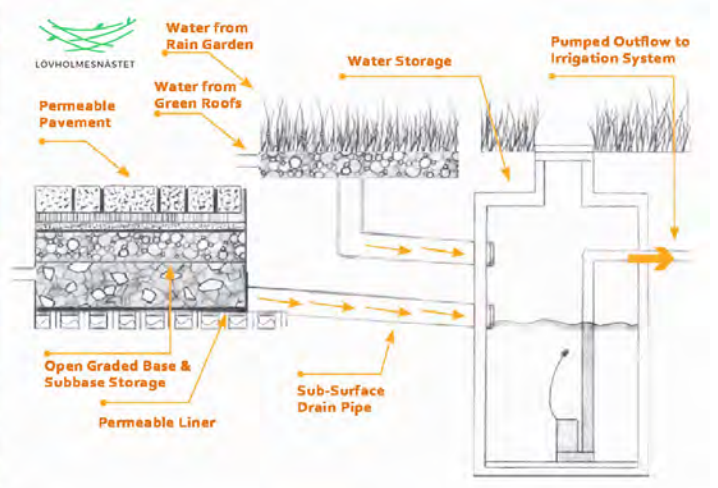 LÖVHOLMESNÄSTET
Water from
Rain Garden
Water from
Green Roofs
Permeable
Pavement
Water Storage
Pumped Outflow to
Irrigation System
Open Graded Base &
Subbase Storage
Permeable Liner
Sub-Surface
Drain Pipe